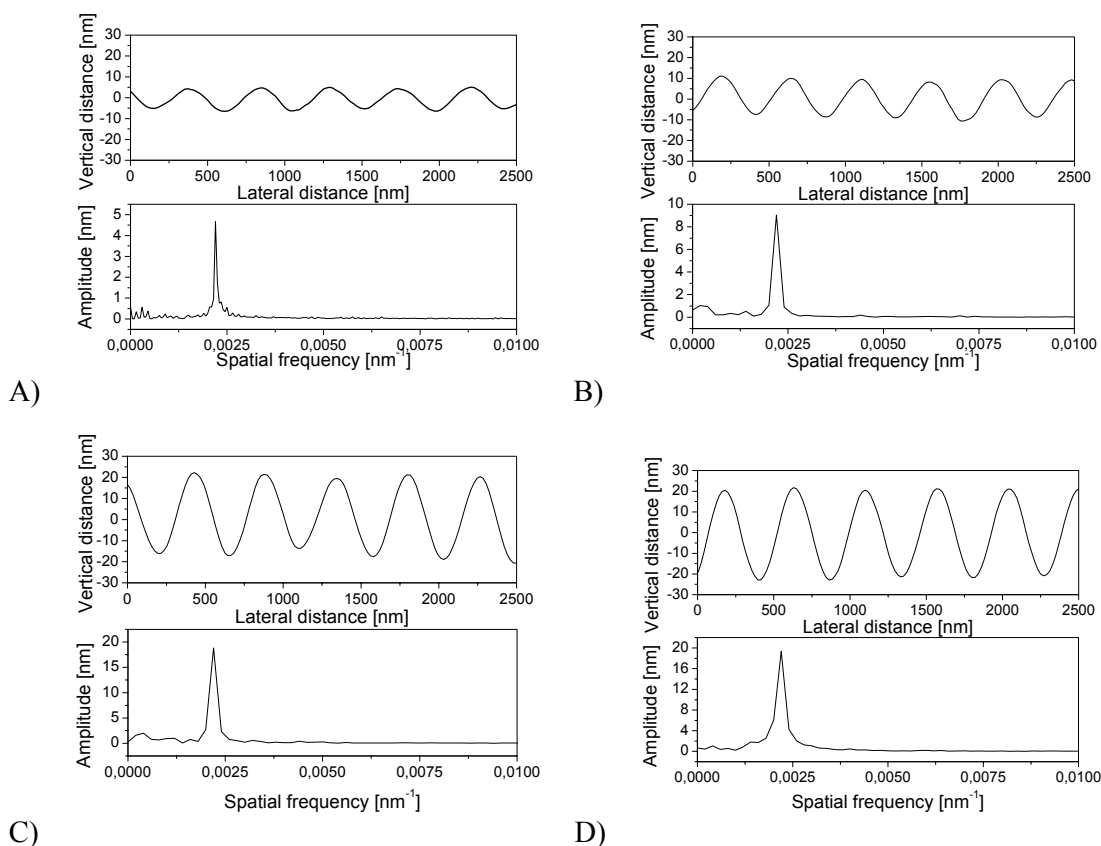 30
20
10
0
-10
-20
-30
0 500 1000 1500 2000 2500
Vertical distance [nm]
Lateral distance [nm]
5
4
3
2
1
0
0,0000 0,0025 0,0050 0,0075 0,0100
Amplitude [nm]
Spatial frequency [nm⁻¹]
A)
30
20
10
0
-10
-20
-30
0 500 1000 1500 2000 2500
Vertical distance [nm]
Lateral distance [nm]
10
8
6
4
2
0
0,0000 0,0025 0,0050 0,0075 0,0100
Amplitude [nm]
Spatial frequency [nm⁻¹]
B)
30
20
10
0
-10
-20
-30
0 500 1000 1500 2000 2500
Vertical distance [nm]
Lateral distance [nm]
20
15
10
5
0
0,0000 0,0025 0,0050 0,0075 0,0100
Amplitude [nm]
Spatial frequency [nm⁻¹]
C)
30
20
10
0
-10
-20
-30
0 500 1000 1500 2000 2500
Vertical distance [nm]
Lateral distance [nm]
20
16
12
8
4
0
0,0000 0,0025 0,0050 0,0075 0,0100
Amplitude [nm]
Spatial frequency [nm⁻¹]
D)